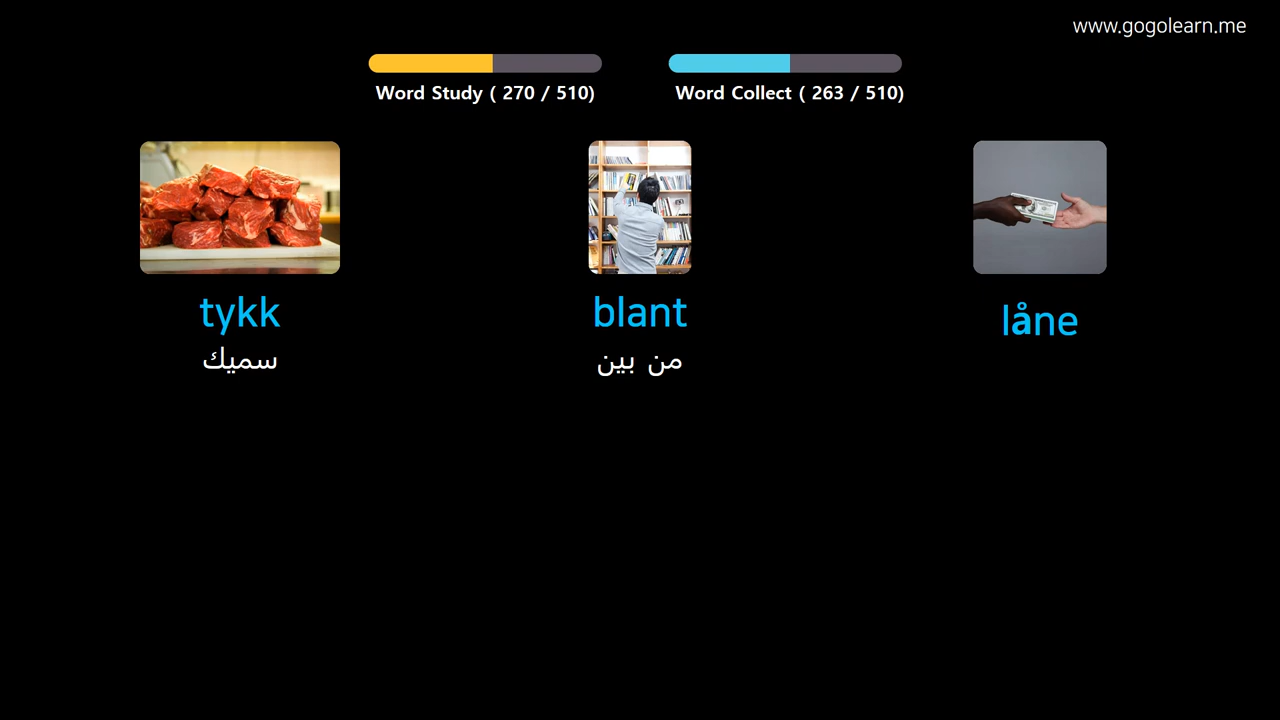 www.gogolearn.me
Word Study ( 270 / 510)
Word Collect ( 263 / 510)
tykk
blant
låne
سميك
من بين